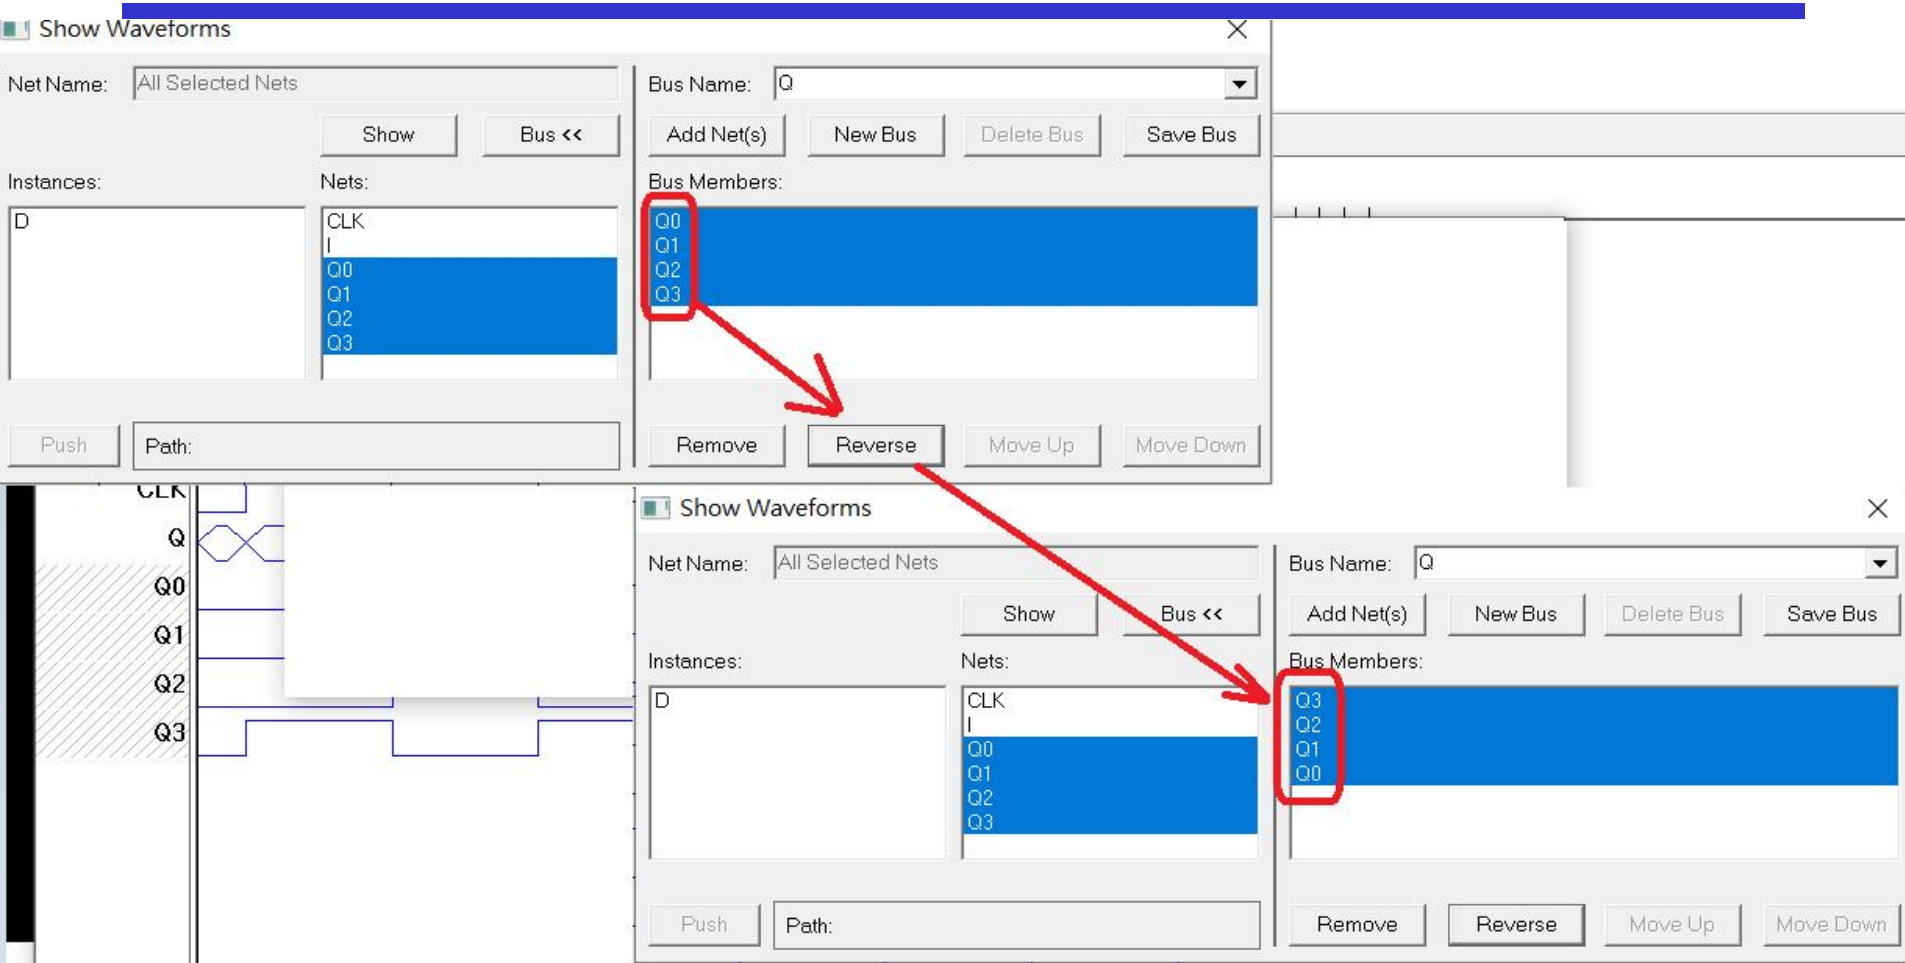 Show Waveforms
Net Name: All Selected Nets
Bus Name: Q
Show Bus << Add Net(s) New Bus Delete Bus Save Bus
Instances: Nets: Bus Members:
D
CLK
I
Q0
Q1
Q2
Q3
Q0
Q1
Q2
Q3
Push Path: Remove Reverse Move Up Move Down
CLK
Q
Q0
Q1
Q2
Q3
Show Waveforms
Net Name: All Selected Nets
Bus Name: Q
Show Bus << Add Net(s) New Bus Delete Bus Save Bus
Instances: Nets: Bus Members:
D
CLK
I
Q0
Q1
Q2
Q3
Q3
Q2
Q1
Q0
Push Path: Remove Reverse Move Up Move Down